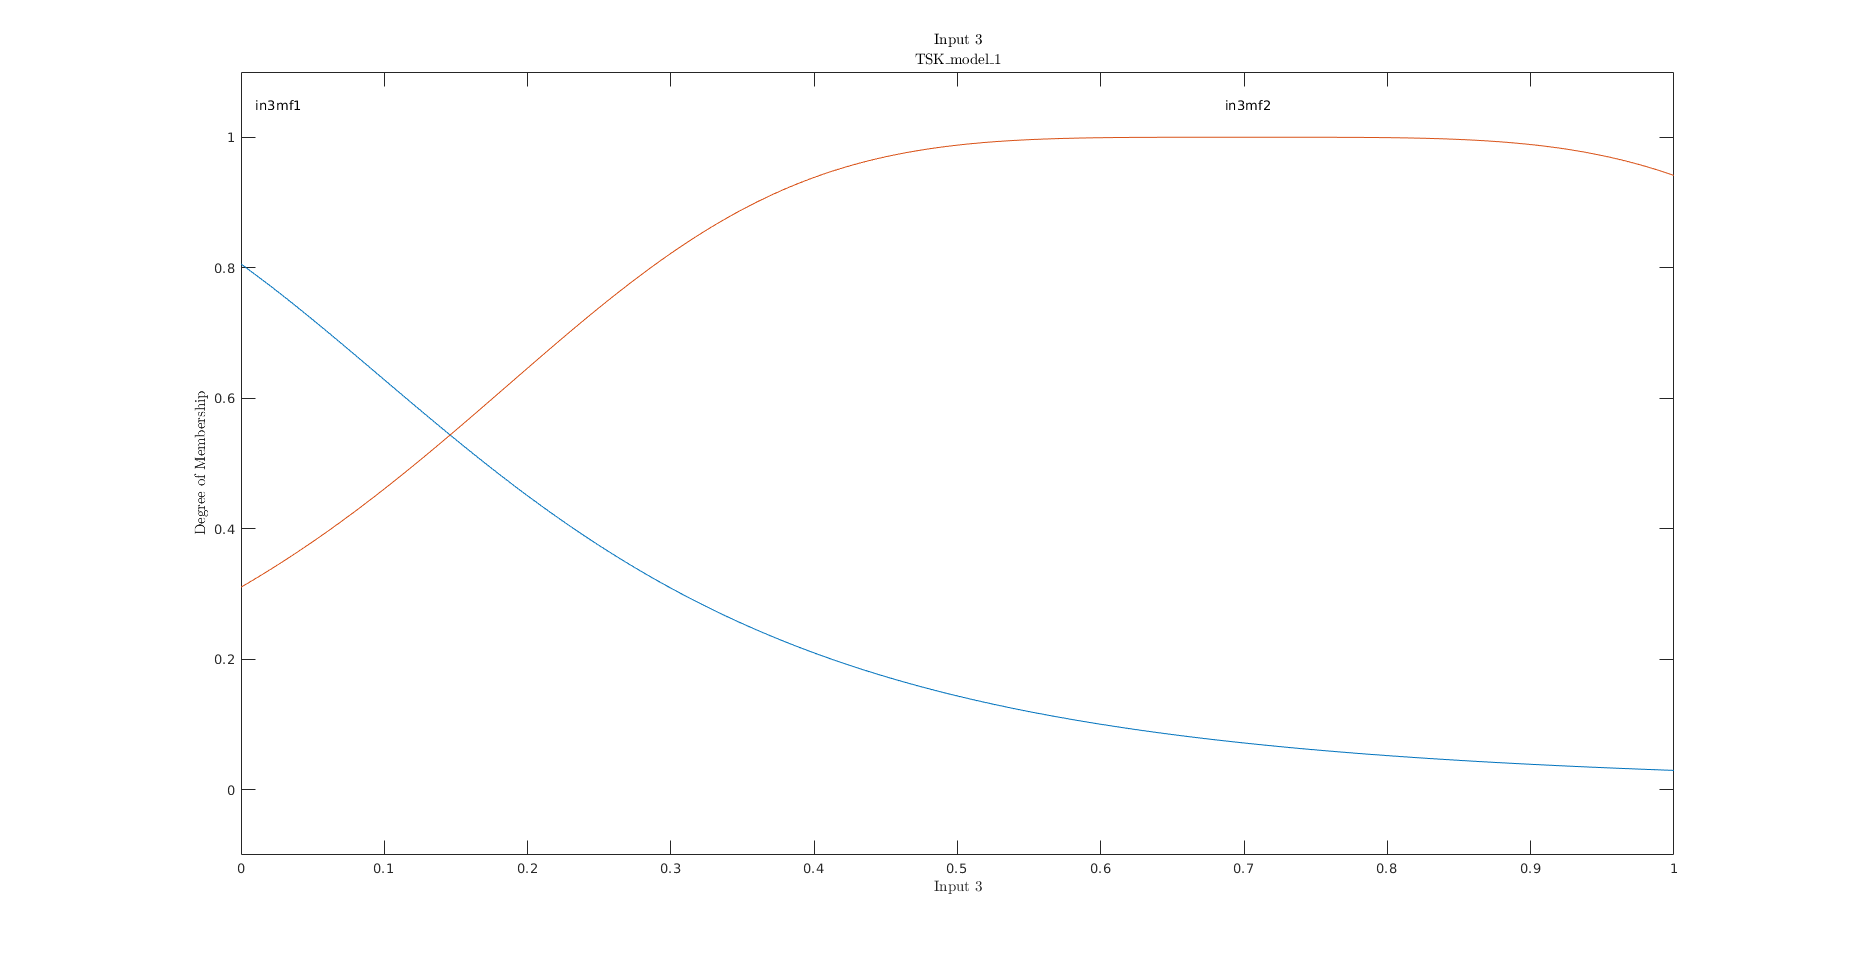 Input 3
TSK_model_1
in3mf1
in3mf2
1
0.8
0.6
0.4
0.2
0
Degree of Membership
0 0.1 0.2 0.3 0.4 0.5 0.6 0.7 0.8 0.9 1
Input 3